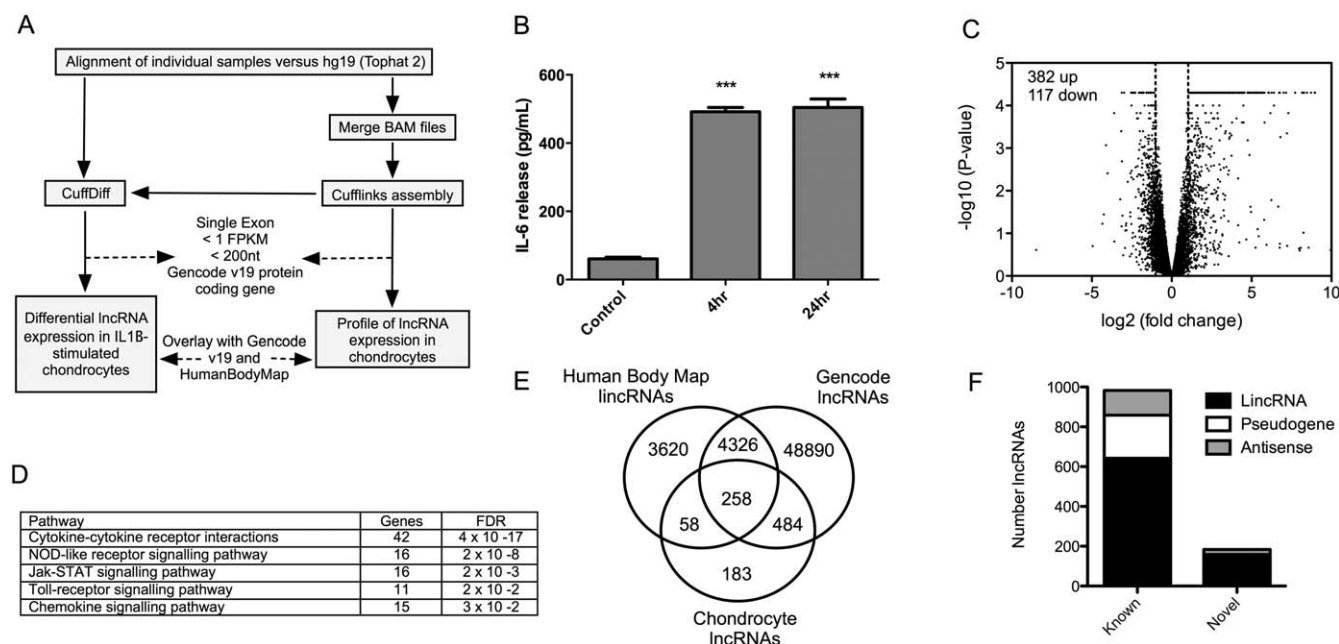 A
Alignment of individual samples versus hg19 (Tophat 2)
Merge BAM files
CuffDiff
Cufflinks assembly
Single Exon
< 1 FPKM
< 200nt
Gencode v19 protein
coding gene
Differential lncRNA
expression in IL1B-
stimulated
chondrocytes
Overlay with Gencode
v19 and
HumanBodyMap
Profile of lncRNA
expression in
chondrocytes
B
IL-6 release (pg/mL)
600
400
200
0
***
***
Control
4hr
24hr
C
382 up
117 down
-log10 (P-value)
5
4
3
2
1
0
-10
-5
0
5
10
log2 (fold change)
D
Pathway Genes FDR
Cytokine-cytokine receptor interactions 42 4 x 10 -17
NOD-like receptor signalling pathway 16 2 x 10 -8
Jak-STAT signalling pathway 16 2 x 10 -3
Toll-receptor signalling pathway 11 2 x 10 -2
Chemokine signalling pathway 15 3 x 10 -2
E
Human Body Map
lincRNAs
Gencode
lncRNAs
3620
4326
48890
258
58
484
183
Chondrocyte
lncRNAs
F
Number lncRNAs
1000
800
600
400
200
0
LincRNA
Pseudogene
Antisense
Known
Novel